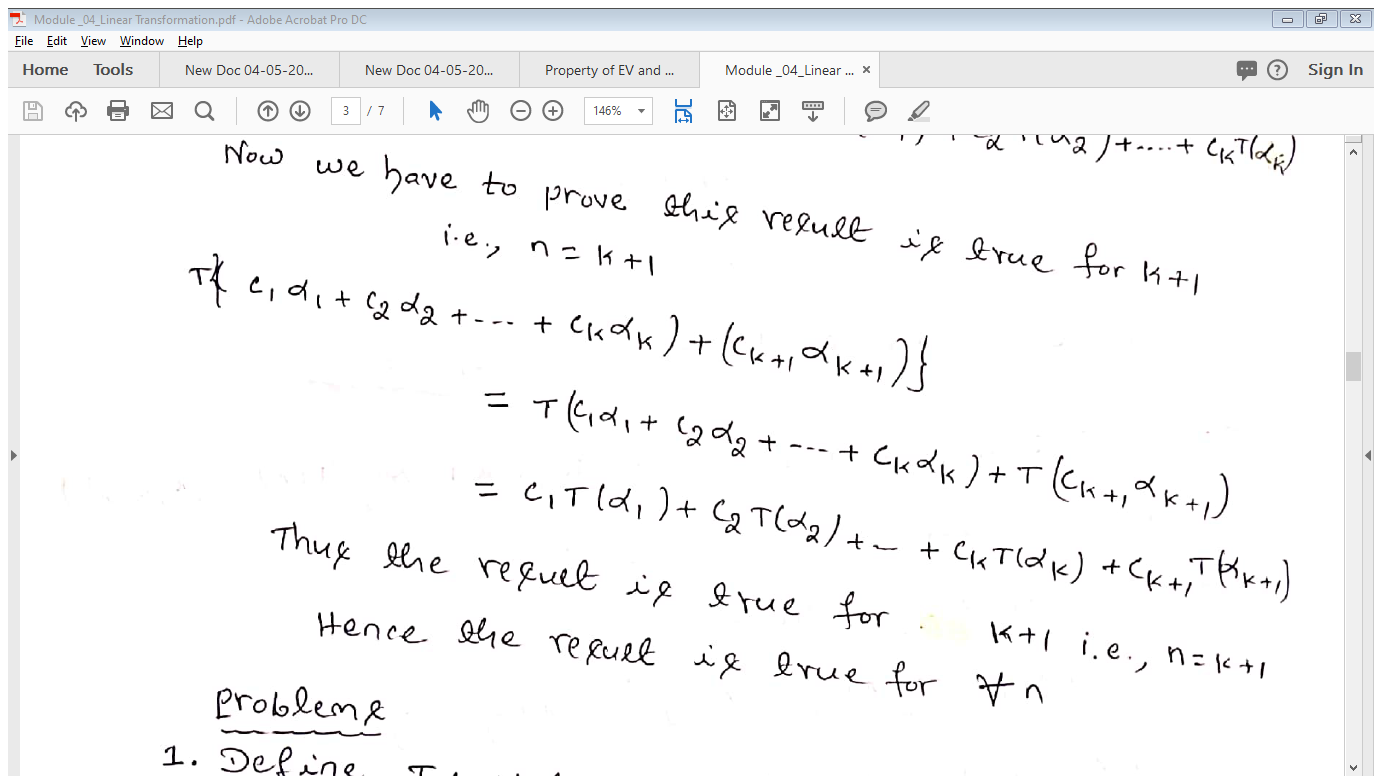 Module _04_Linear Transformation.pdf - Adobe Acrobat Pro DC
File Edit View Window Help
Home Tools New Doc 04-05-20... New Doc 04-05-20... Property of EV and ... Module _04_Linear ... × Sign In
3 / 7 146%
+ .... + CₖT(αₖ)
Now we have to prove this result is true for k+1
i.e., n = k+1
T{ C₁α₁ + C₂α₂ + --- + Cₖαₖ) + (Cₖ₊₁αₖ₊₁)}
= T(C₁α₁ + C₂α₂ + --- + Cₖαₖ) + T(Cₖ₊₁αₖ₊₁)
= C₁T(α₁) + C₂T(α₂) + -- + CₖT(αₖ) + Cₖ₊₁T(αₖ₊₁)
Thus the result is true for k+1 i.e., n=k+1
Hence the result is true for ∀ n
Problems
1. Define